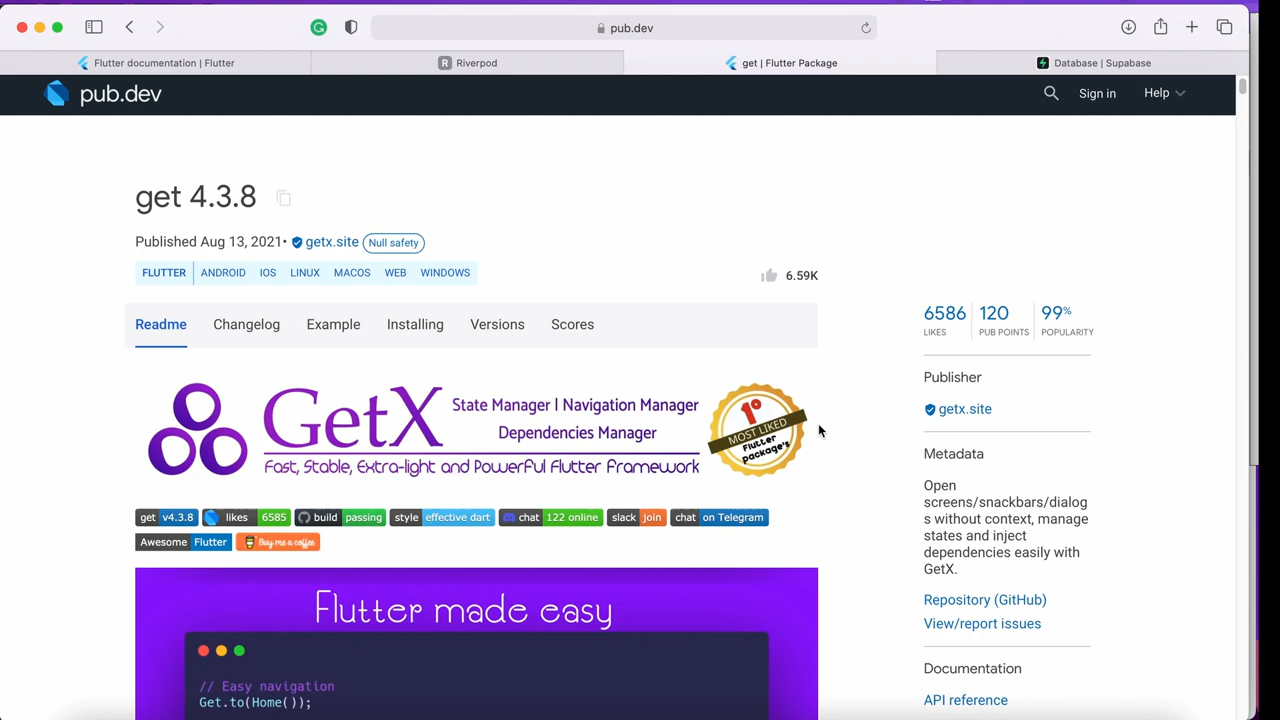 pub.dev
Flutter documentation | Flutter
Riverpod
get | Flutter Package
Database | Supabase
pub.dev
Sign in
Help
get 4.3.8
Published Aug 13, 2021• getx.site Null safety
FLUTTER ANDROID IOS LINUX MACOS WEB WINDOWS
6.59K
Readme Changelog Example Installing Versions Scores
GetX
State Manager | Navigation Manager
Dependencies Manager
Fast, Stable, Extra-light and Powerful Flutter Framework
1º
MOST LIKED
Flutter
package's
get v4.3.8 likes 6585 build passing style effective dart chat 122 online slack join chat on Telegram
Awesome Flutter Buy me a coffee
Flutter made easy
// Easy navigation
Get.to(Home());
6586 120 99%
LIKES PUB POINTS POPULARITY
Publisher
getx.site
Metadata
Open
screens/snackbars/dialog
s without context, manage
states and inject
dependencies easily with
GetX.
Repository (GitHub)
View/report issues
Documentation
API reference